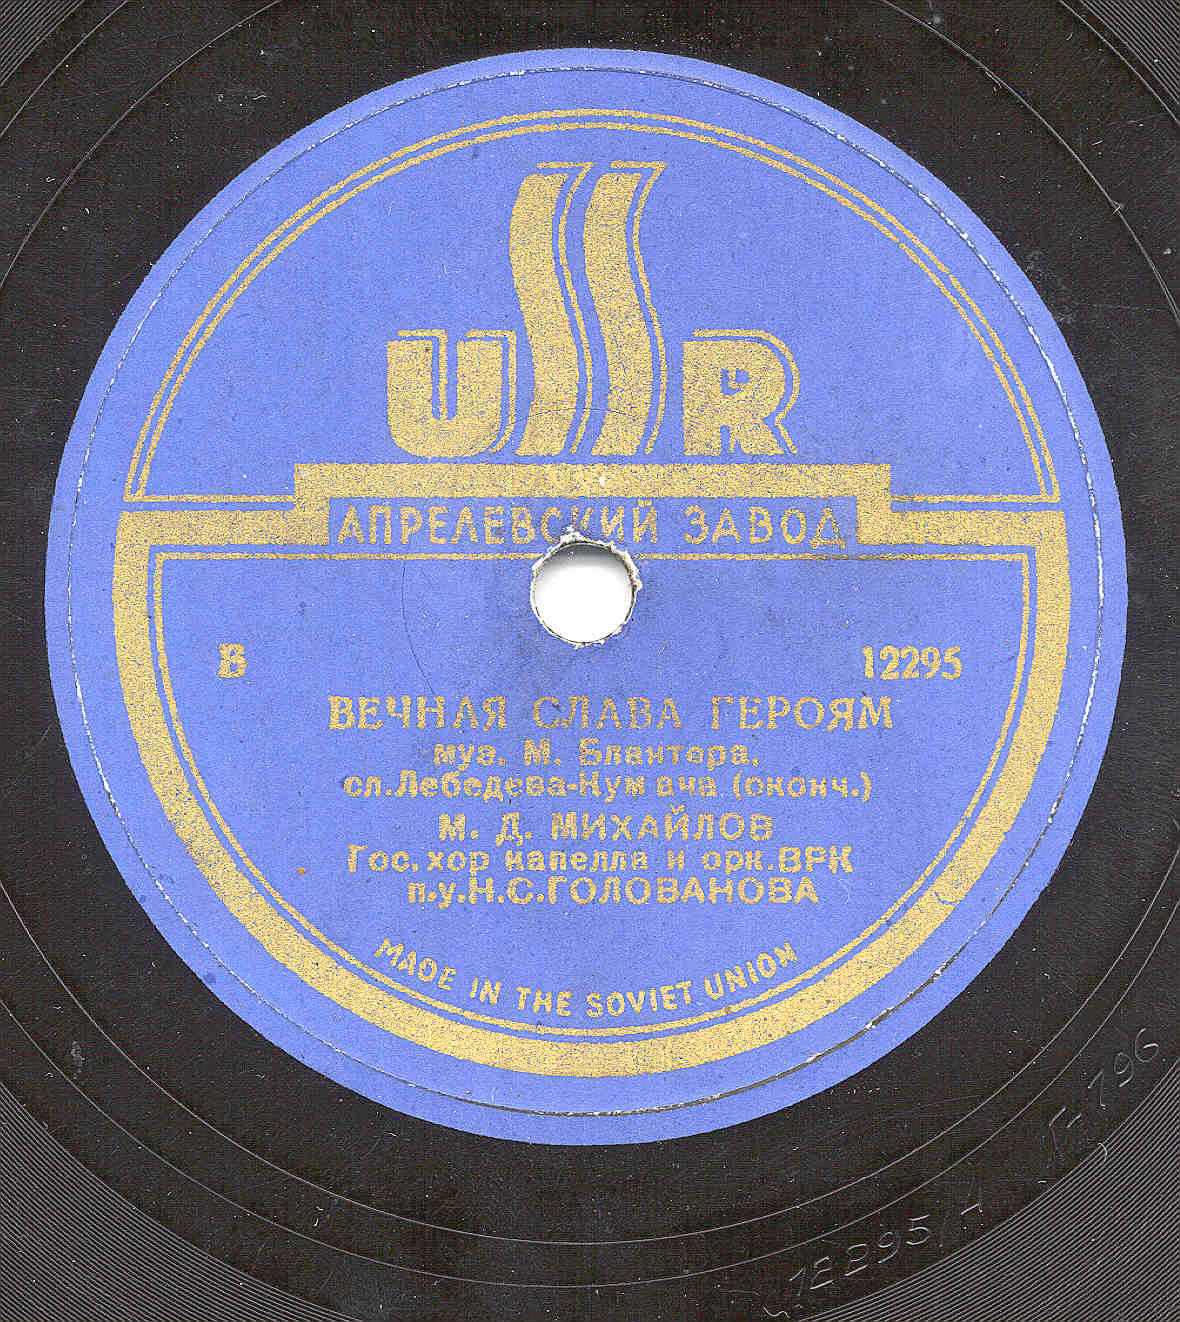 USSR
АПРЕЛЕВСКИЙ ЗАВОД
В 12295
ВЕЧНАЯ СЛАВА ГЕРОЯМ
муз. М. Блантера,
сл.Лебедева-Кумача (оконч.)
М. Д. МИХАЙЛОВ
Гос. хор капелла и орк.ВРК
п.у.Н.С.ГОЛОВАНОВА
MADE IN THE SOVIET UNION
12295
Г-196